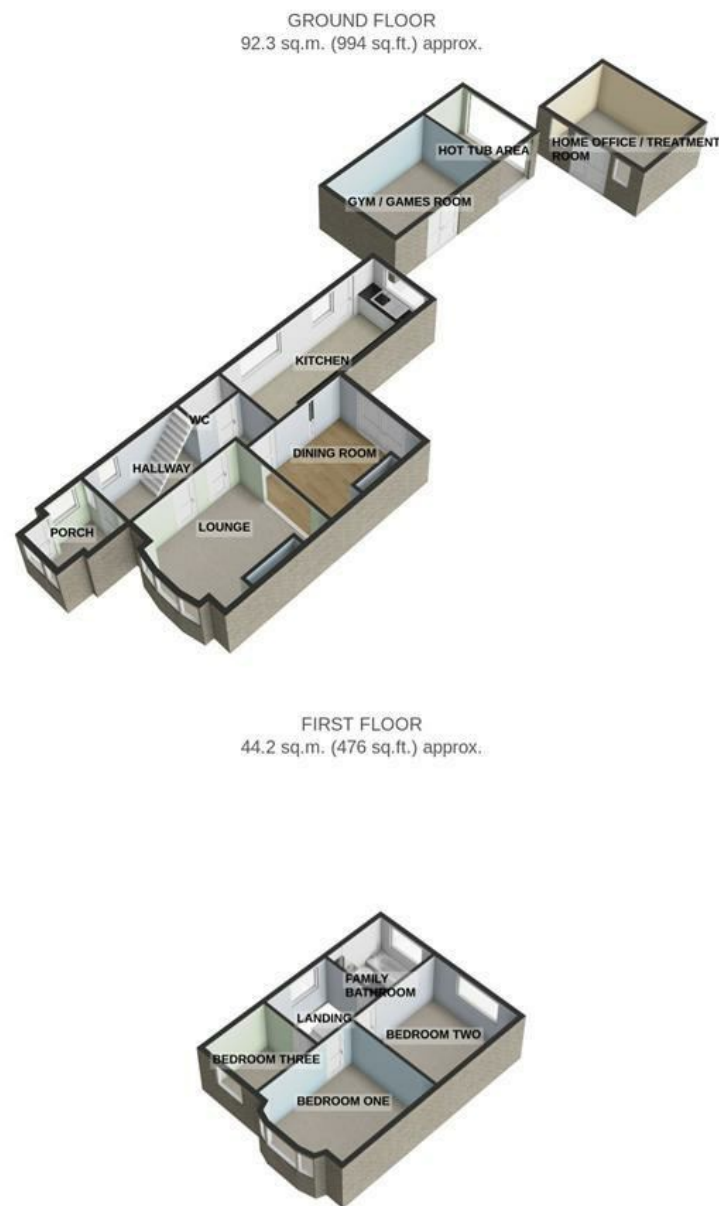 GROUND FLOOR
92.3 sq.m. (994 sq.ft.) approx.
HOT TUB AREA
HOME OFFICE / TREATMENT
ROOM
GYM / GAMES ROOM
KITCHEN
WC
DINING ROOM
HALLWAY
LOUNGE
PORCH
FIRST FLOOR
44.2 sq.m. (476 sq.ft.) approx.
FAMILY
BATHROOM
LANDING
BEDROOM TWO
BEDROOM THREE
BEDROOM ONE